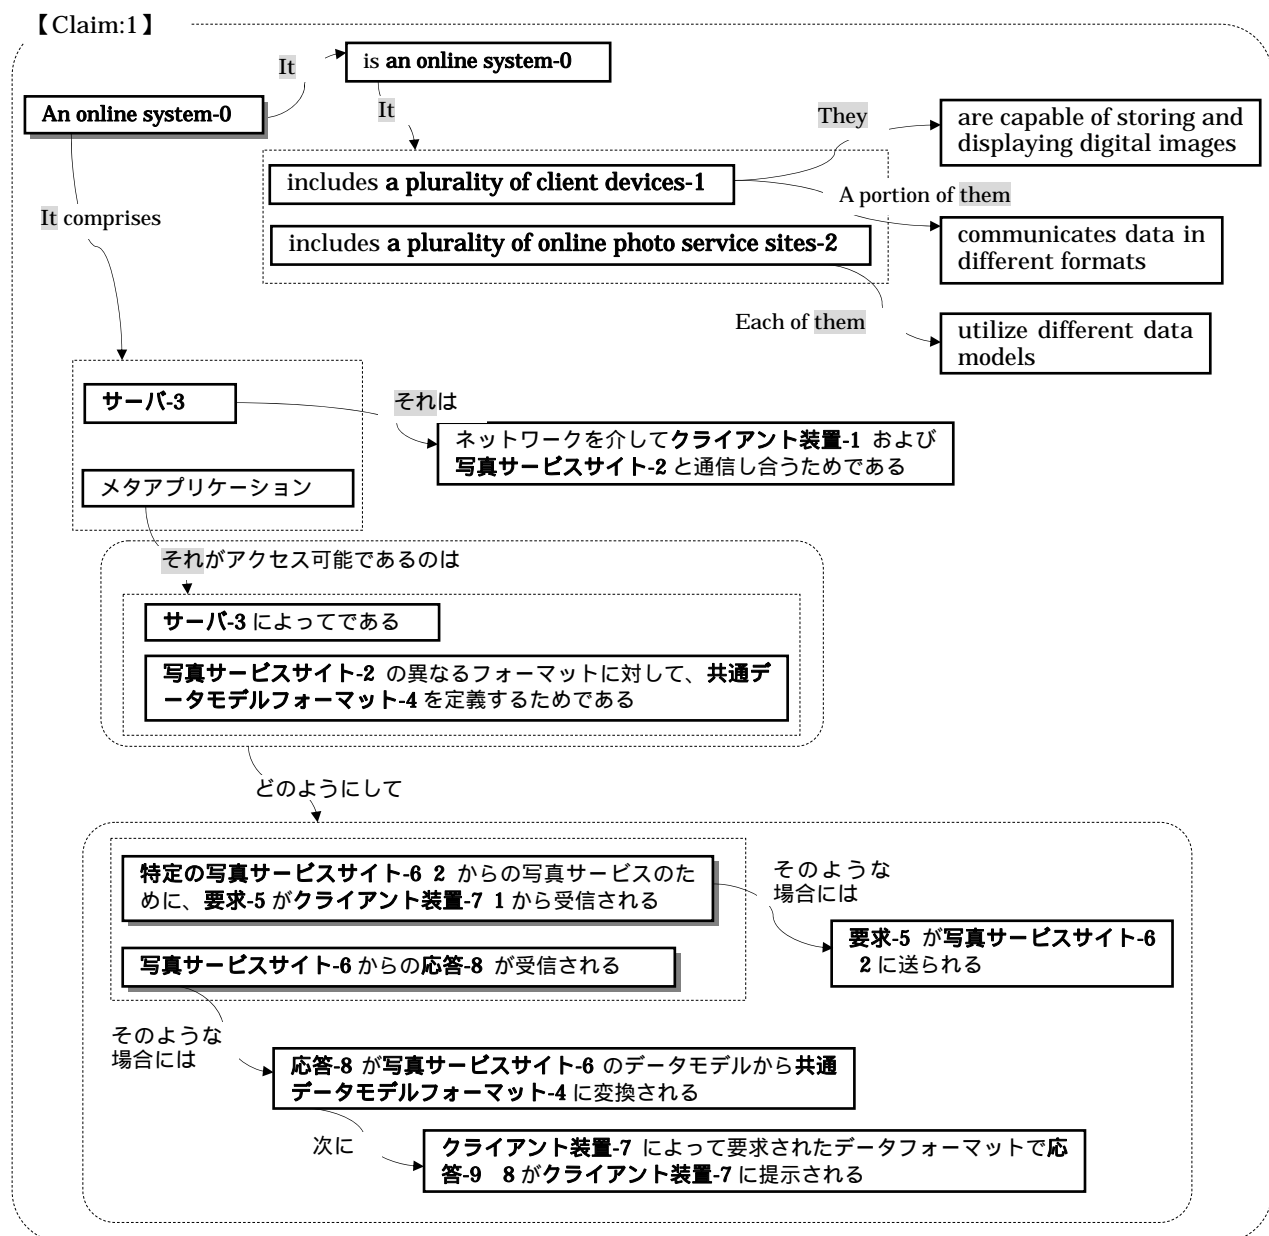 【Claim:1】
It
is an online system-0
An online system-0
It
They
are capable of storing and
displaying digital images
includes a plurality of client devices-1
A portion of them
It comprises
includes a plurality of online photo service sites-2
communicates data in
different formats
Each of them
utilize different data
models
サーバ-3
それは
ネットワークを介してクライアント装置-1 および
写真サービスサイト-2 と通信し合うためである
メタアプリケーション
それがアクセス可能であるのは
サーバ-3 によってである
写真サービスサイト-2 の異なるフォーマットに対して、共通デ
ータモデルフォーマット-4 を定義するためである
どのようにして
特定の写真サービスサイト-6 2 からの写真サービスのた
めに、要求-5 がクライアント装置-7 1 から受信される
そのような
場合には
要求-5 が写真サービスサイト-6
2 に送られる
写真サービスサイト-6 からの応答-8 が受信される
そのような
場合には
応答-8 が写真サービスサイト-6 のデータモデルから共通
データモデルフォーマット-4 に変換される
次に
クライアント装置-7 によって要求されたデータフォーマットで応
答-9 8 がクライアント装置-7 に提示される